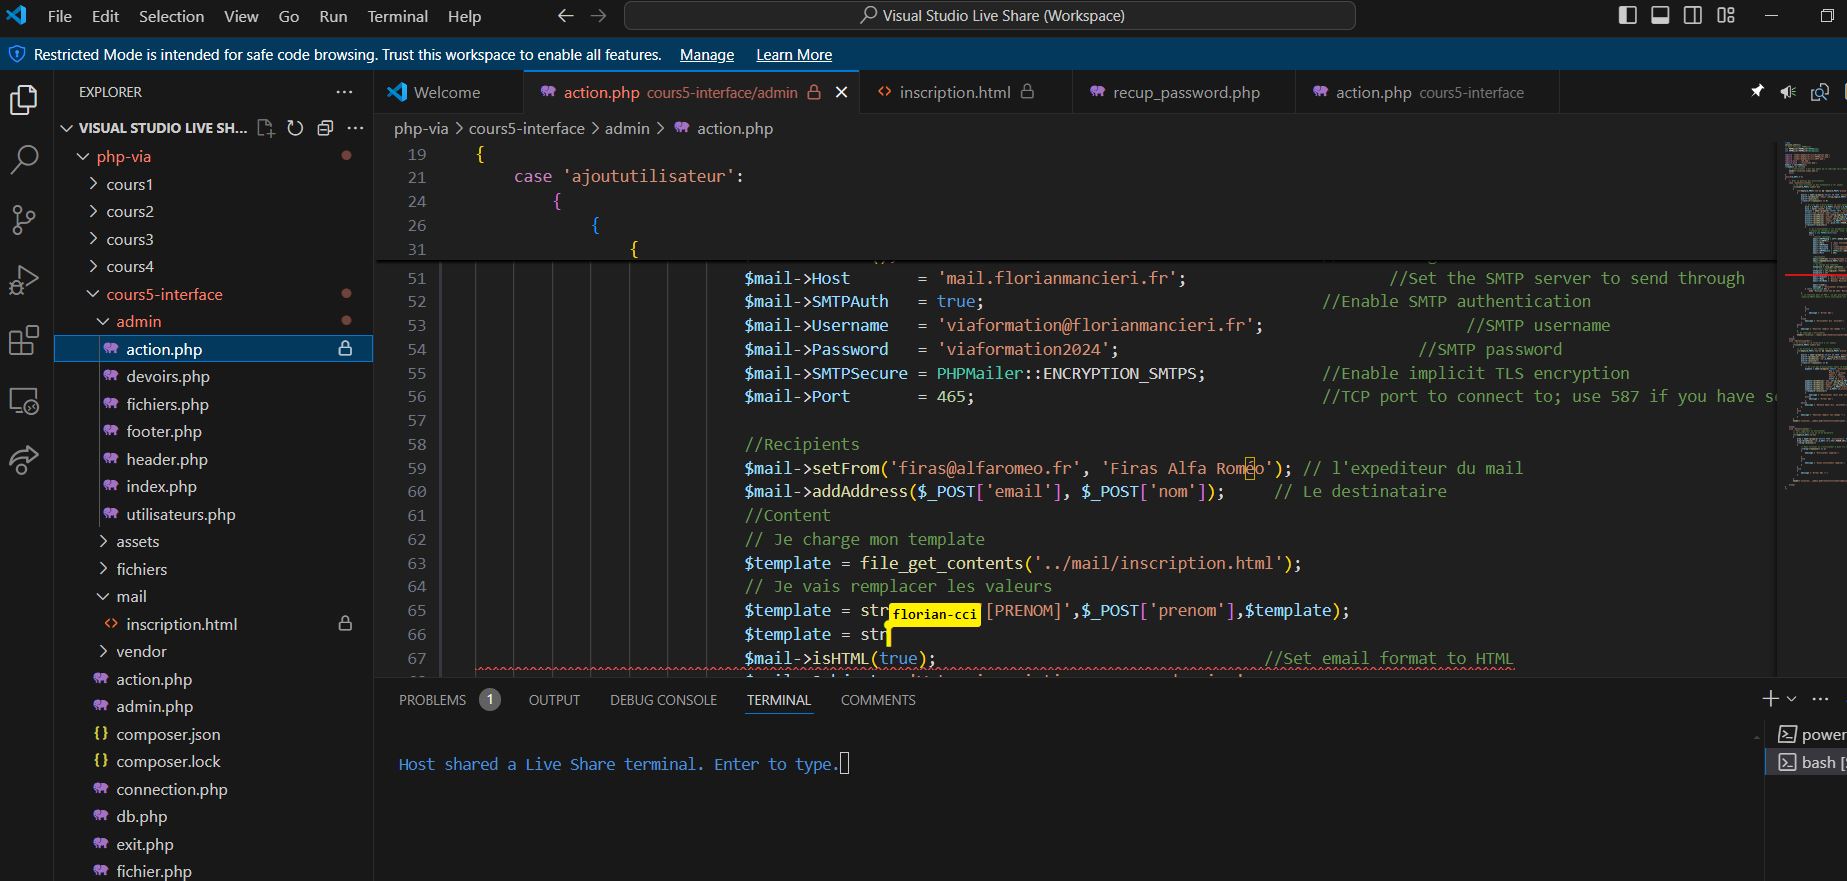 File Edit Selection View Go Run Terminal Help
Visual Studio Live Share (Workspace)
Restricted Mode is intended for safe code browsing. Trust this workspace to enable all features. Manage Learn More
EXPLORER
VISUAL STUDIO LIVE SH...
php-via
cours1
cours2
cours3
cours4
cours5-interface
admin
action.php
devoirs.php
fichiers.php
footer.php
header.php
index.php
utilisateurs.php
assets
fichiers
mail
inscription.html
vendor
action.php
admin.php
composer.json
composer.lock
connection.php
db.php
exit.php
fichier.php
Welcome
action.php cours5-interface/admin
inscription.html
recup_password.php
action.php cours5-interface
php-via > cours5-interface > admin > action.php
19 {
21 case 'ajoututilisateur':
24 {
26 {
31 {
51 $mail->Host = 'mail.florianmancieri.fr'; //Set the SMTP server to send through
52 $mail->SMTPAuth = true; //Enable SMTP authentication
53 $mail->Username = 'viaformation@florianmancieri.fr'; //SMTP username
54 $mail->Password = 'viaformation2024'; //SMTP password
55 $mail->SMTPSecure = PHPMailer::ENCRYPTION_SMTPS; //Enable implicit TLS encryption
56 $mail->Port = 465; //TCP port to connect to; use 587 if you have
57
58 //Recipients
59 $mail->setFrom('firas@alfaromeo.fr', 'Firas Alfa Roméo'); // l'expediteur du mail
60 $mail->addAddress($_POST['email'], $_POST['nom']); // Le destinataire
61 //Content
62 // Je charge mon template
63 $template = file_get_contents('../mail/inscription.html');
64 // Je vais remplacer les valeurs
65 $template = str florian-cci [PRENOM]',$_POST['prenom'],$template);
66 $template = str
67 $mail->isHTML(true); //Set email format to HTML
PROBLEMS 1 OUTPUT DEBUG CONSOLE TERMINAL COMMENTS
Host shared a Live Share terminal. Enter to type.
power
bash [